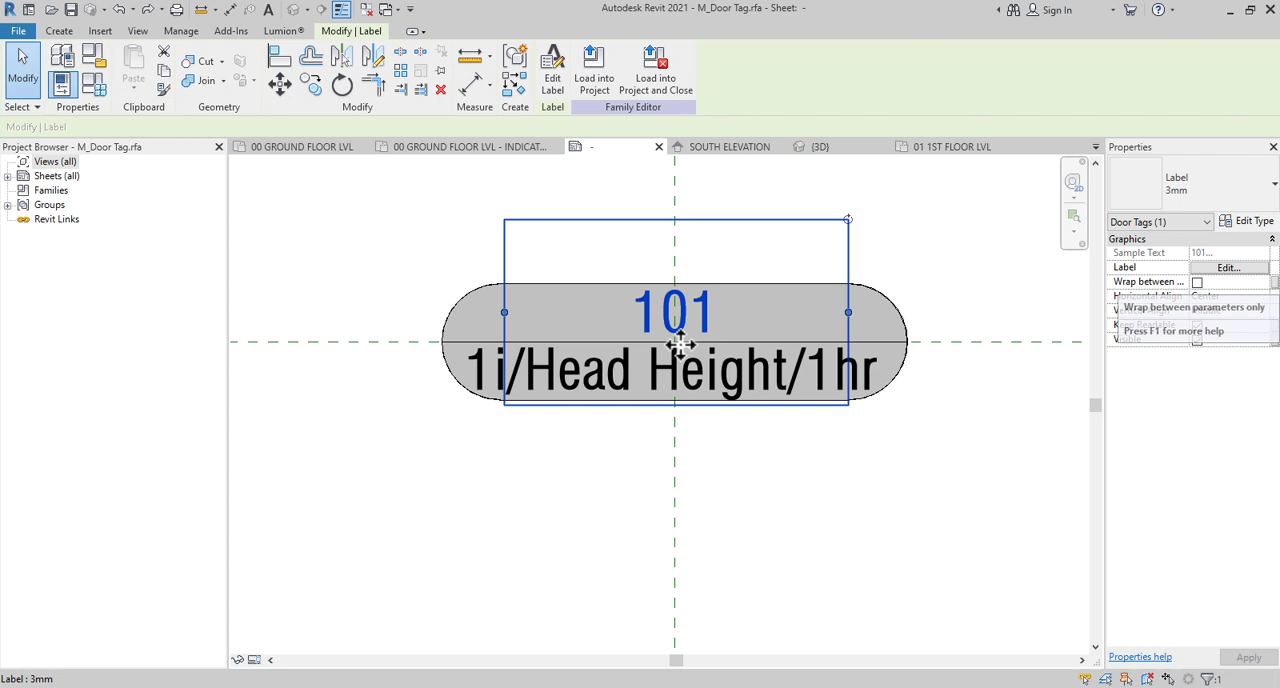 Autodesk Revit 2021 - M_Door Tag.rfa - Sheet: -
Sign In
File Create Insert View Manage Add-Ins Lumion® Modify | Label
Modify
Paste
Cut
Join
Edit Label
Load into Project
Load into Project and Close
Select Properties Clipboard Geometry Modify Measure Create Label Family Editor
Modify | Label
Project Browser - M_Door Tag.rfa
00 GROUND FLOOR LVL
00 GROUND FLOOR LVL - INDICAT...
-
SOUTH ELEVATION
{3D}
01 1ST FLOOR LVL
Properties
Views (all)
Sheets (all)
Families
Groups
Revit Links
2D
101
1i/Head Height/1hr
Label
3mm
Door Tags (1)
Edit Type
Graphics
Sample Text 101...
Label Edit...
Wrap between ...
Horizontal Align Center
Wrap between parameters only
Press F1 for more help
Properties help
Apply
Label : 3mm
:1